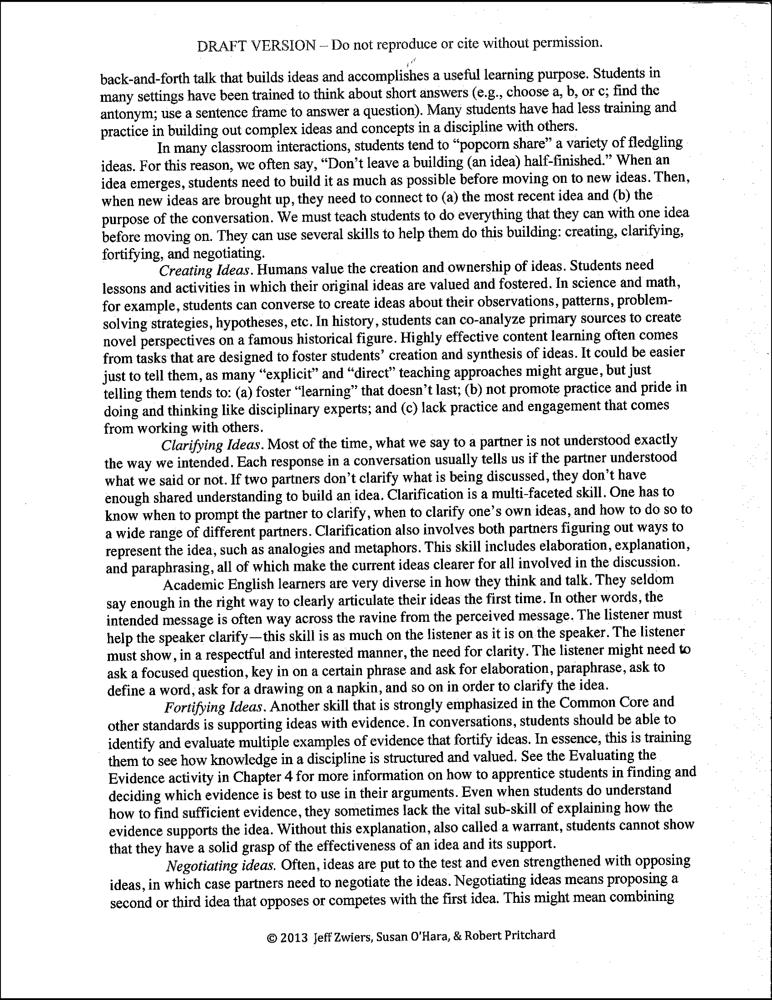 DRAFT VERSION – Do not reproduce or cite without permission.
back-and-forth talk that builds ideas and accomplishes a useful learning purpose. Students in
many settings have been trained to think about short answers (e.g., choose a, b, or c; find the
antonym; use a sentence frame to answer a question). Many students have had less training and
practice in building out complex ideas and concepts in a discipline with others.
In many classroom interactions, students tend to “popcorn share” a variety of fledgling
ideas. For this reason, we often say, “Don’t leave a building (an idea) half-finished.” When an
idea emerges, students need to build it as much as possible before moving on to new ideas. Then,
when new ideas are brought up, they need to connect to (a) the most recent idea and (b) the
purpose of the conversation. We must teach students to do everything that they can with one idea
before moving on. They can use several skills to help them do this building: creating, clarifying,
fortifying, and negotiating.
Creating Ideas. Humans value the creation and ownership of ideas. Students need
lessons and activities in which their original ideas are valued and fostered. In science and math,
for example, students can converse to create ideas about their observations, patterns, problem-
solving strategies, hypotheses, etc. In history, students can co-analyze primary sources to create
novel perspectives on a famous historical figure. Highly effective content learning often comes
from tasks that are designed to foster students’ creation and synthesis of ideas. It could be easier
just to tell them, as many “explicit” and “direct” teaching approaches might argue, but just
telling them tends to: (a) foster “learning” that doesn’t last; (b) not promote practice and pride in
doing and thinking like disciplinary experts; and (c) lack practice and engagement that comes
from working with others.
Clarifying Ideas. Most of the time, what we say to a partner is not understood exactly
the way we intended. Each response in a conversation usually tells us if the partner understood
what we said or not. If two partners don’t clarify what is being discussed, they don’t have
enough shared understanding to build an idea. Clarification is a multi-faceted skill. One has to
know when to prompt the partner to clarify, when to clarify one’s own ideas, and how to do so to
a wide range of different partners. Clarification also involves both partners figuring out ways to
represent the idea, such as analogies and metaphors. This skill includes elaboration, explanation,
and paraphrasing, all of which make the current ideas clearer for all involved in the discussion.
Academic English learners are very diverse in how they think and talk. They seldom
say enough in the right way to clearly articulate their ideas the first time. In other words, the
intended message is often way across the ravine from the perceived message. The listener must
help the speaker clarify—this skill is as much on the listener as it is on the speaker. The listener
must show, in a respectful and interested manner, the need for clarity. The listener might need to
ask a focused question, key in on a certain phrase and ask for elaboration, paraphrase, ask to
define a word, ask for a drawing on a napkin, and so on in order to clarify the idea.
Fortifying Ideas. Another skill that is strongly emphasized in the Common Core and
other standards is supporting ideas with evidence. In conversations, students should be able to
identify and evaluate multiple examples of evidence that fortify ideas. In essence, this is training
them to see how knowledge in a discipline is structured and valued. See the Evaluating the
Evidence activity in Chapter 4 for more information on how to apprentice students in finding and
deciding which evidence is best to use in their arguments. Even when students do understand
how to find sufficient evidence, they sometimes lack the vital sub-skill of explaining how the
evidence supports the idea. Without this explanation, also called a warrant, students cannot show
that they have a solid grasp of the effectiveness of an idea and its support.
Negotiating ideas. Often, ideas are put to the test and even strengthened with opposing
ideas, in which case partners need to negotiate the ideas. Negotiating ideas means proposing a
second or third idea that opposes or competes with the first idea. This might mean combining
© 2013 Jeff Zwiers, Susan O’Hara, & Robert Pritchard